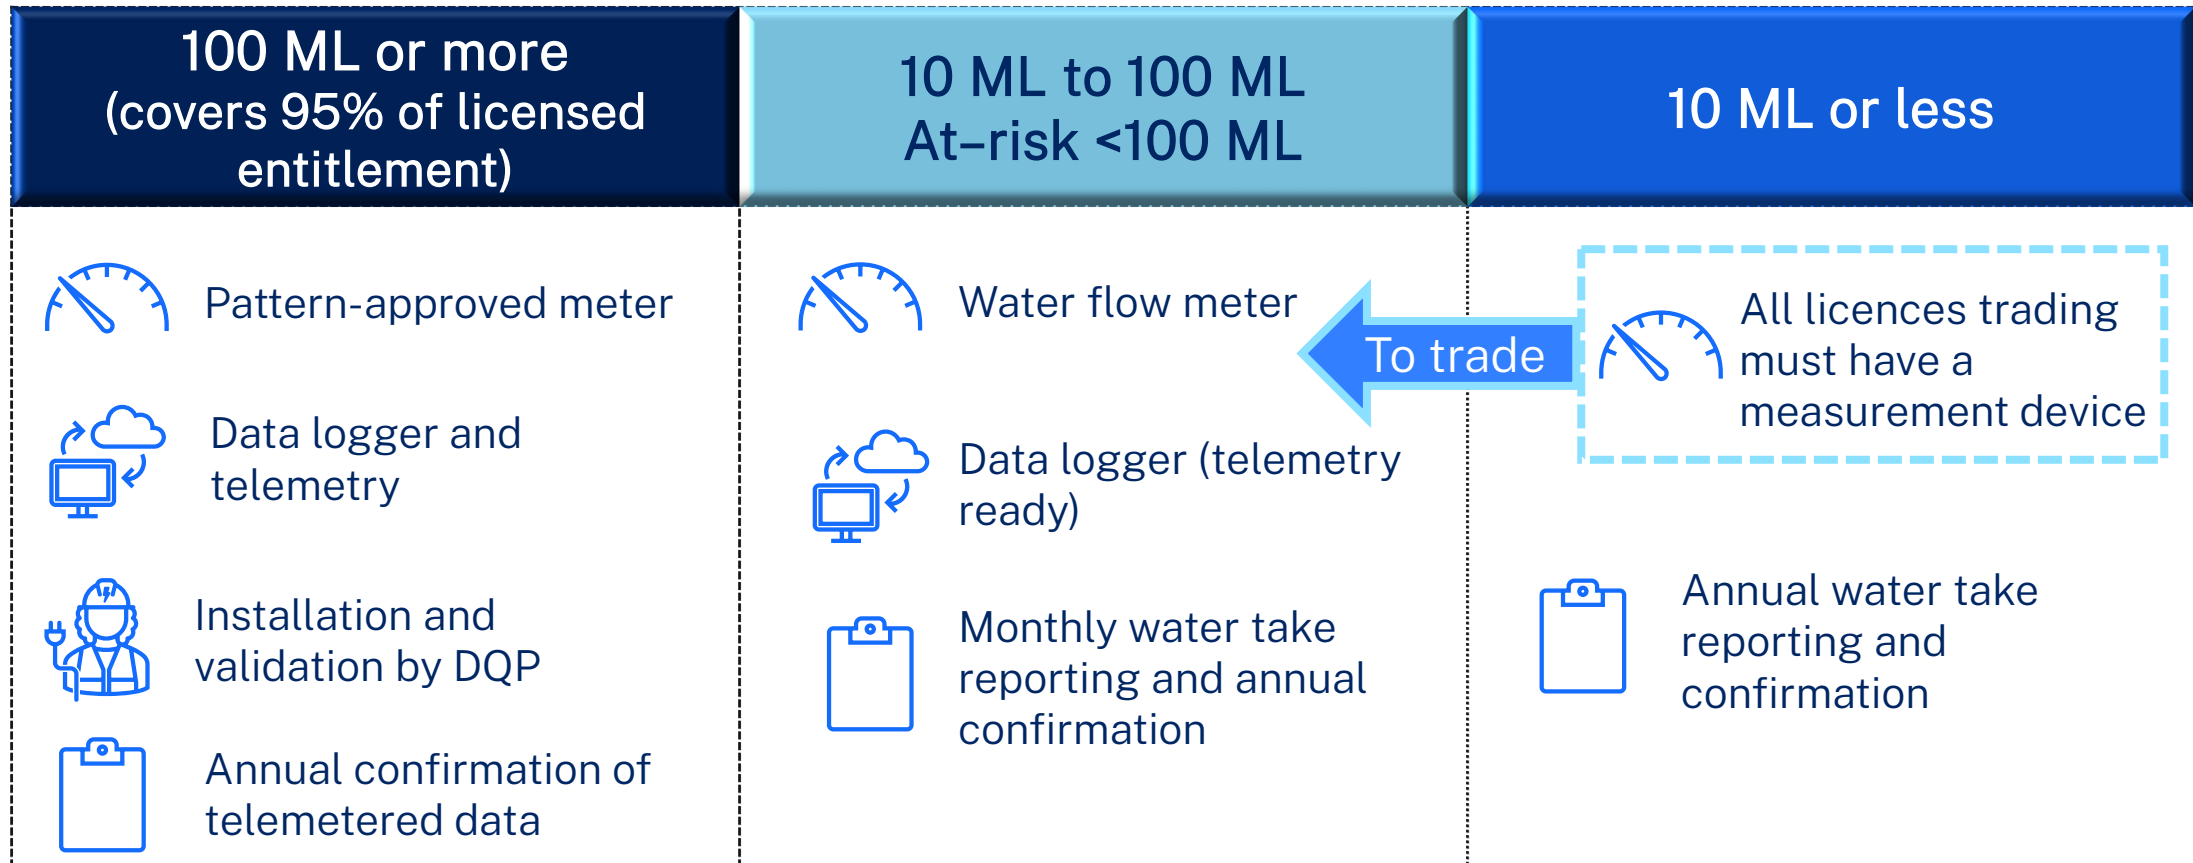 100 ML or more
(covers 95% of licensed
entitlement)
Pattern-approved meter
Data logger and
telemetry
Installation and
validation by DQP
Annual confirmation of
telemetered data
10 ML to 100 ML
At–risk <100 ML
Water flow meter
Data logger (telemetry
ready)
Monthly water take
reporting and annual
confirmation
To trade
10 ML or less
All licences trading
must have a
measurement device
Annual water take
reporting and
confirmation